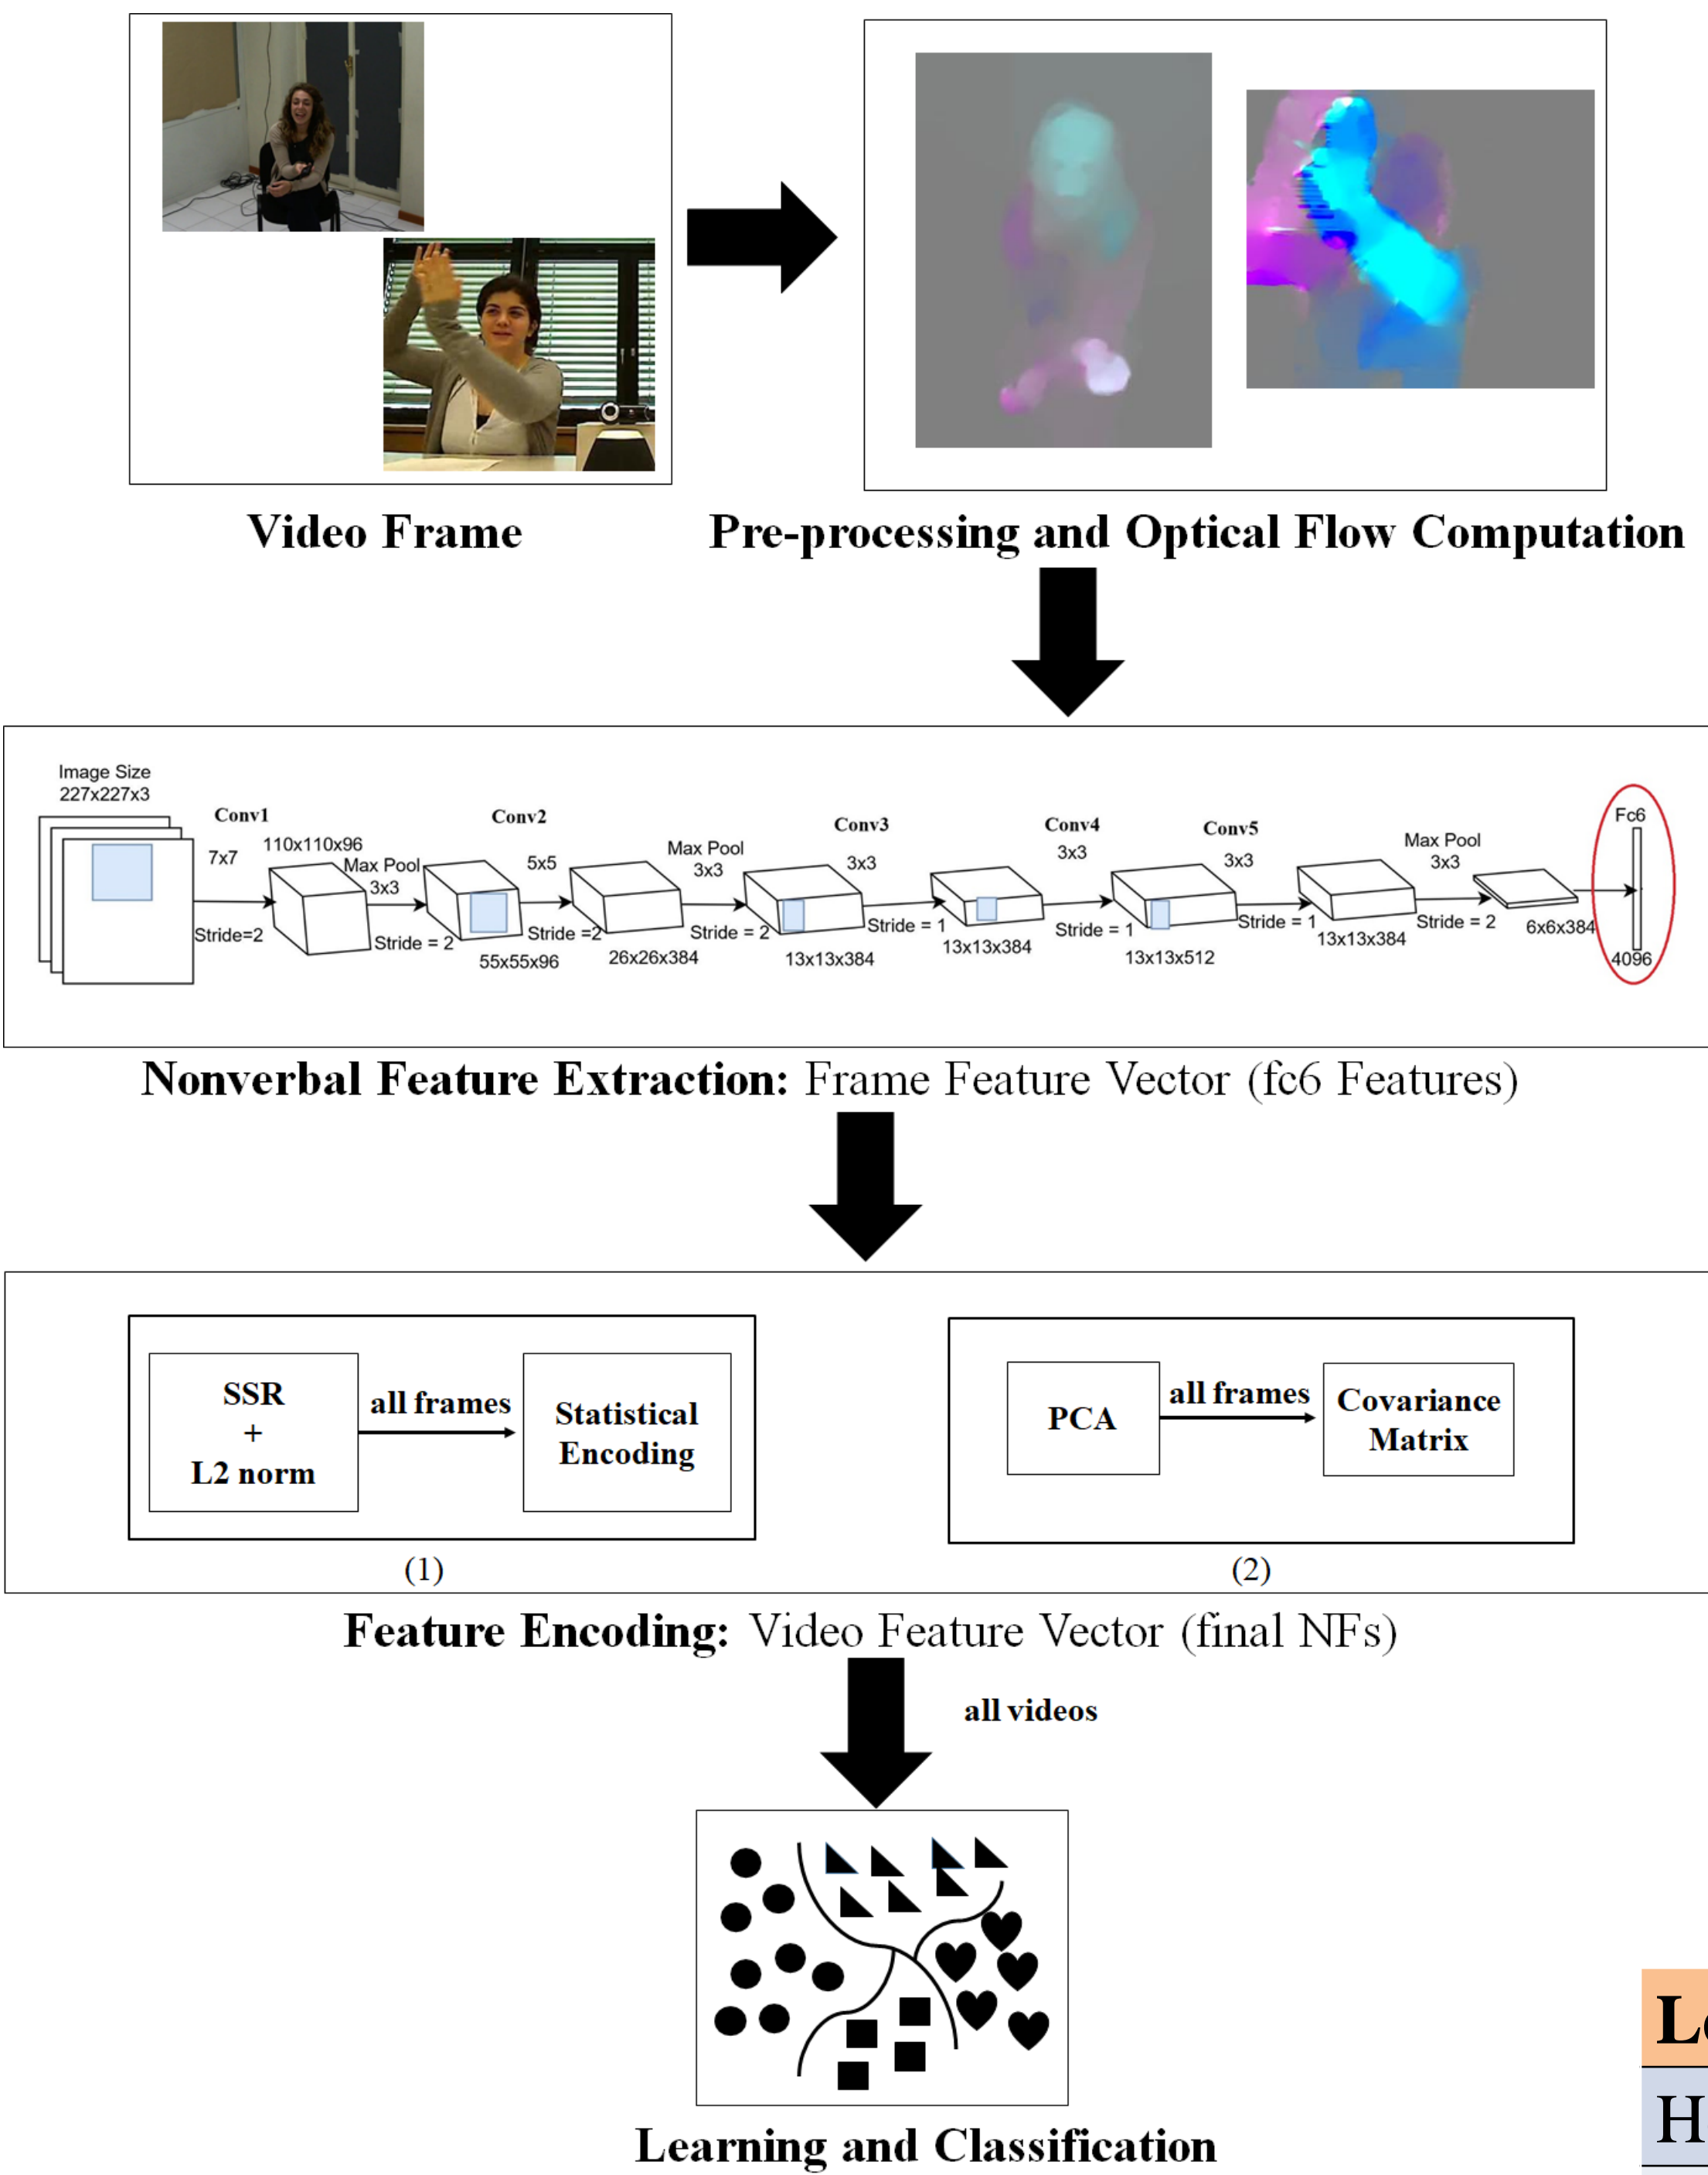 Video Frame
Pre-processing and Optical Flow Computation
Image Size
227x227x3
Conv1
7x7
Stride=2
110x110x96
Max Pool
3x3
Stride = 2
Conv2
55x55x96
5x5
Stride =2
26x26x384
Max Pool
3x3
Stride = 2
Conv3
13x13x384
3x3
Stride = 1
13x13x384
Conv4
3x3
Stride = 1
13x13x512
Conv5
3x3
Stride = 1
13x13x384
Max Pool
3x3
Stride = 2
6x6x384
Fc6
4096
Nonverbal Feature Extraction: Frame Feature Vector (fc6 Features)
SSR
+
L2 norm
all frames
Statistical
Encoding
(1)
PCA
all frames
Covariance
Matrix
(2)
Feature Encoding: Video Feature Vector (final NFs)
all videos
Learning and Classification
H